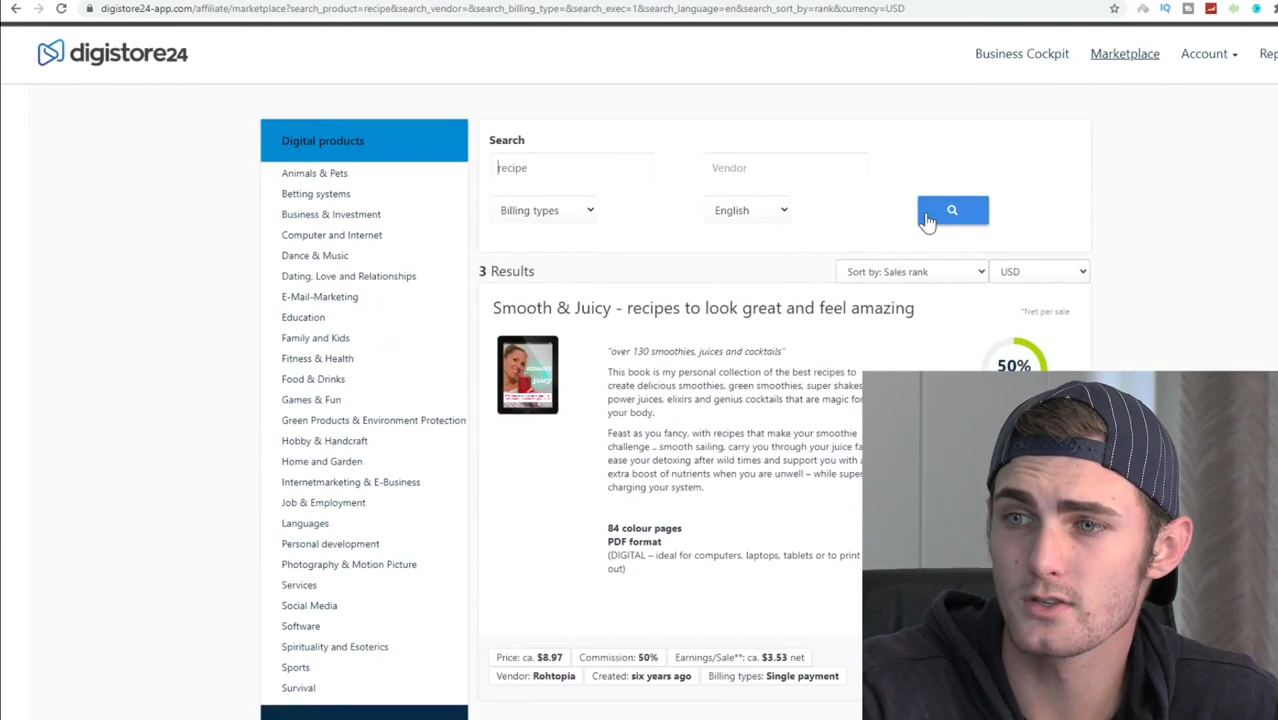 digistore24-app.com/affiliate/marketplace?search_product=recipe&search_vendor=&search_billing_type=&search_exec=1&search_language=en&search_sort_by=rank&currency=USD
IQ
digistore24
Business Cockpit
Marketplace
Account
Rep
Digital products
Animals & Pets
Betting systems
Business & Investment
Computer and Internet
Dance & Music
Dating, Love and Relationships
E-Mail-Marketing
Education
Family and Kids
Fitness & Health
Food & Drinks
Games & Fun
Green Products & Environment Protection
Hobby & Handcraft
Home and Garden
Internetmarketing & E-Business
Job & Employment
Languages
Personal development
Photography & Motion Picture
Services
Social Media
Software
Spirituality and Esoterics
Sports
Survival
Search
recipe
Vendor
Billing types
English
3 Results
Sort by: Sales rank
USD
Smooth & Juicy - recipes to look great and feel amazing
*Net per sale
"over 130 smoothies, juices and cocktails"
50%
This book is my personal collection of the best recipes to
create delicious smoothies, green smoothies, super shakes
power juices, elixirs and genius cocktails that are magic for
your body.
Feast as you fancy, with recipes that make your smoothie
challenge .. smooth sailing, carry you through your juice fa
ease your detoxing after wild times and support you with a
extra boost of nutrients when you are unwell – while super
charging your system.
84 colour pages
PDF format
(DIGITAL – ideal for computers, laptops, tablets or to print
out)
Price: ca. $8.97
Commission: 50%
Earnings/Sale**: ca. $3.53 net
Vendor: Rohtopia
Created: six years ago
Billing types: Single payment